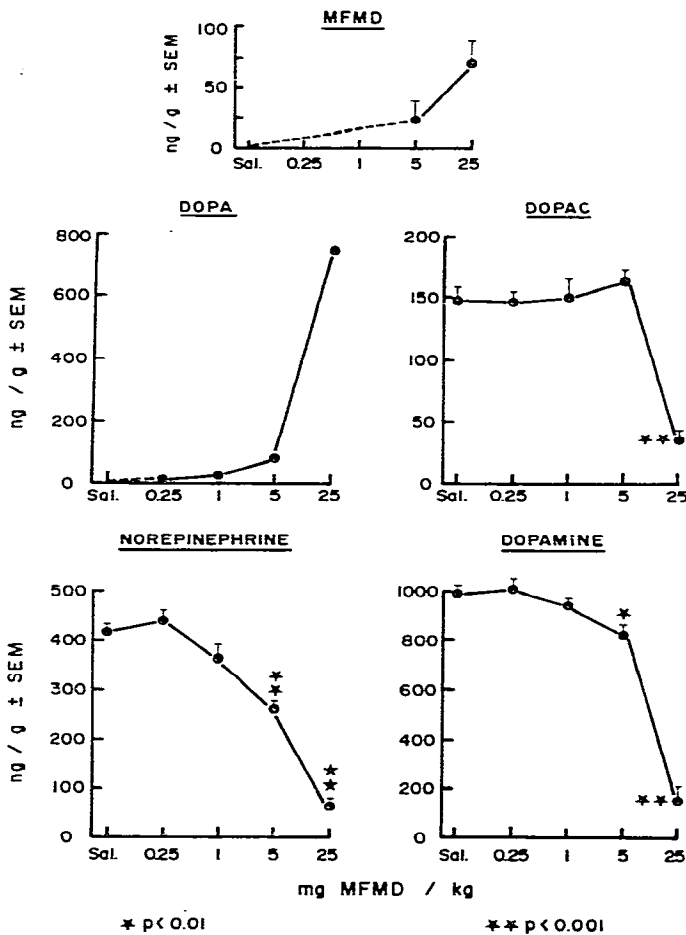 MFMD
ng/g ± SEM
100
50
0
Sal. 0.25 1 5 25
DOPA
ng/g ± SEM
800
600
400
200
0
Sal. 0.25 1 5 25
DOPAC
200
150
100
50
0
Sal. 0.25 1 5 25
NOREPINEPHRINE
ng/g ± SEM
500
400
300
200
100
0
Sal. 0.25 1 5 25
DOPAMINE
1000
800
600
400
200
0
Sal. 0.25 1 5 25
mg MFMD / kg
* p<0.01
** p<0.001